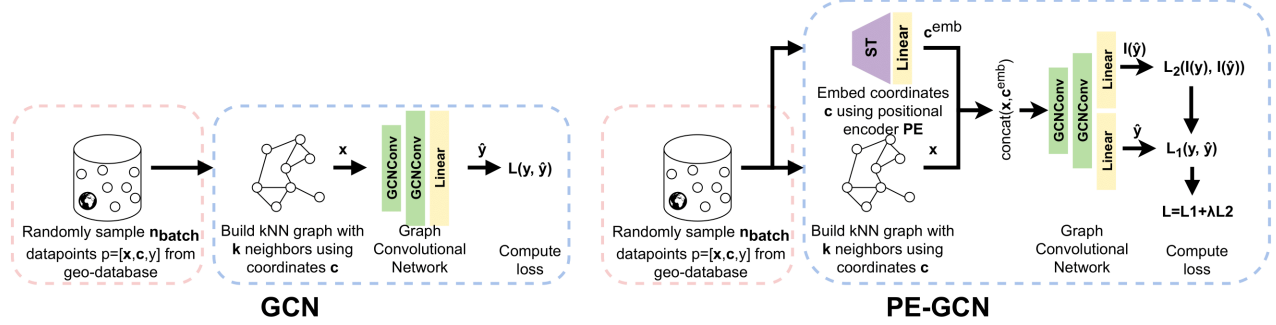 Randomly sample n_batch
datapoints p=[x,c,y] from
geo-database
x
Build kNN graph with
k neighbors using
coordinates c
GCNConv
GCNConv
Linear
Graph
Convolutional
Network
ŷ
L(y, ŷ)
Compute
loss
GCN
Randomly sample n_batch
datapoints p=[x,c,y] from
geo-database
ST
Linear
c^emb
Embed coordinates
c using positional
encoder PE
x
Build kNN graph with
k neighbors using
coordinates c
concat(x,c^emb)
GCNConv
GCNConv
Linear
Linear
Graph
Convolutional
Network
I(ŷ)
L₂(I(y), I(ŷ))
ŷ
L₁(y, ŷ)
L=L1+λL2
Compute
loss
PE-GCN